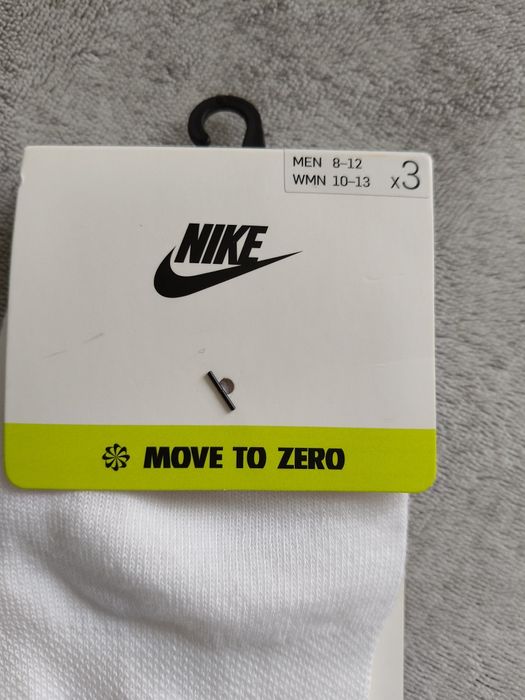 MEN 8–12
WMN 10–13 x3
NIKE
MOVE TO ZERO